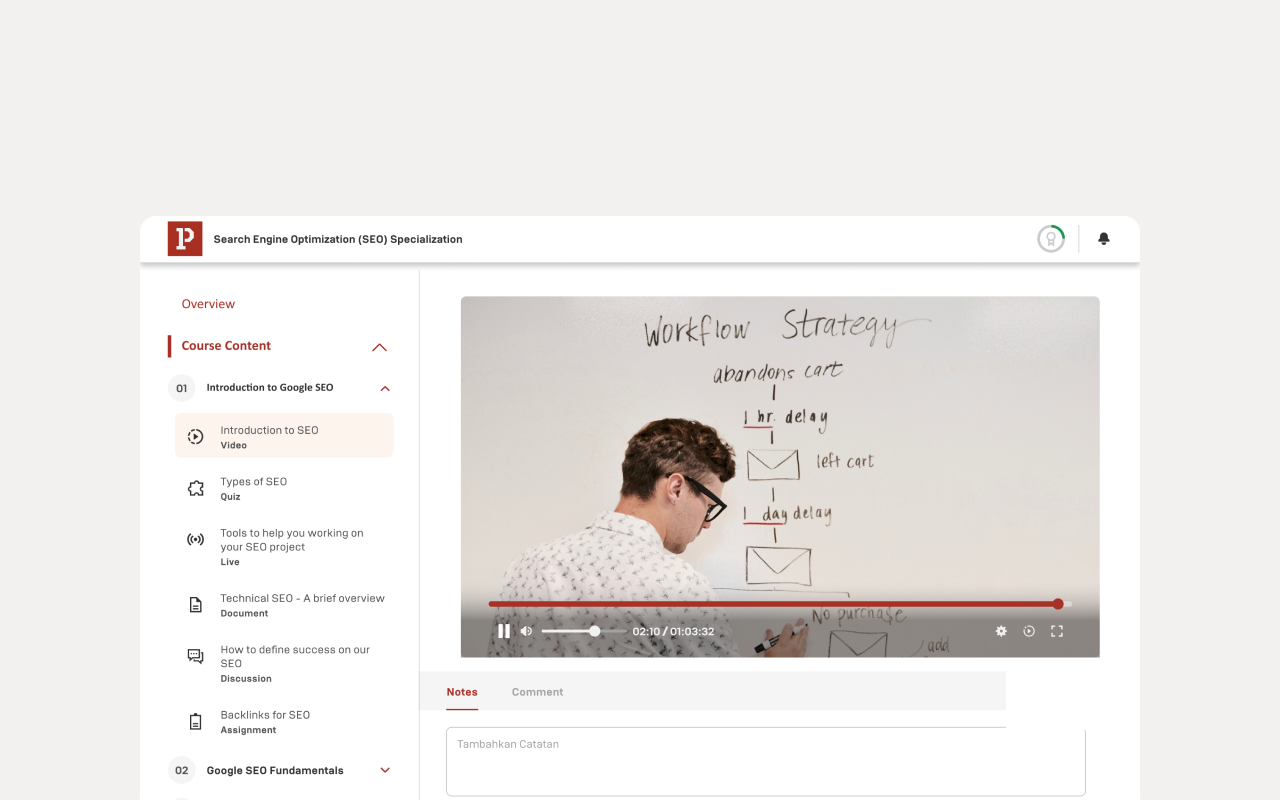 P
Search Engine Optimization (SEO) Specialization
Overview
Course Content
01 Introduction to Google SEO
Introduction to SEO
Video
Types of SEO
Quiz
Tools to help you working on
your SEO project
Live
Technical SEO - A brief overview
Document
How to define success on our
SEO
Discussion
Backlinks for SEO
Assignment
02 Google SEO Fundamentals
Workflow Strategy
abandons cart
1 hr. delay
left cart
1 day delay
No purchase
add
02:10 / 01:03:32
Notes Comment
Tambahkan Catatan